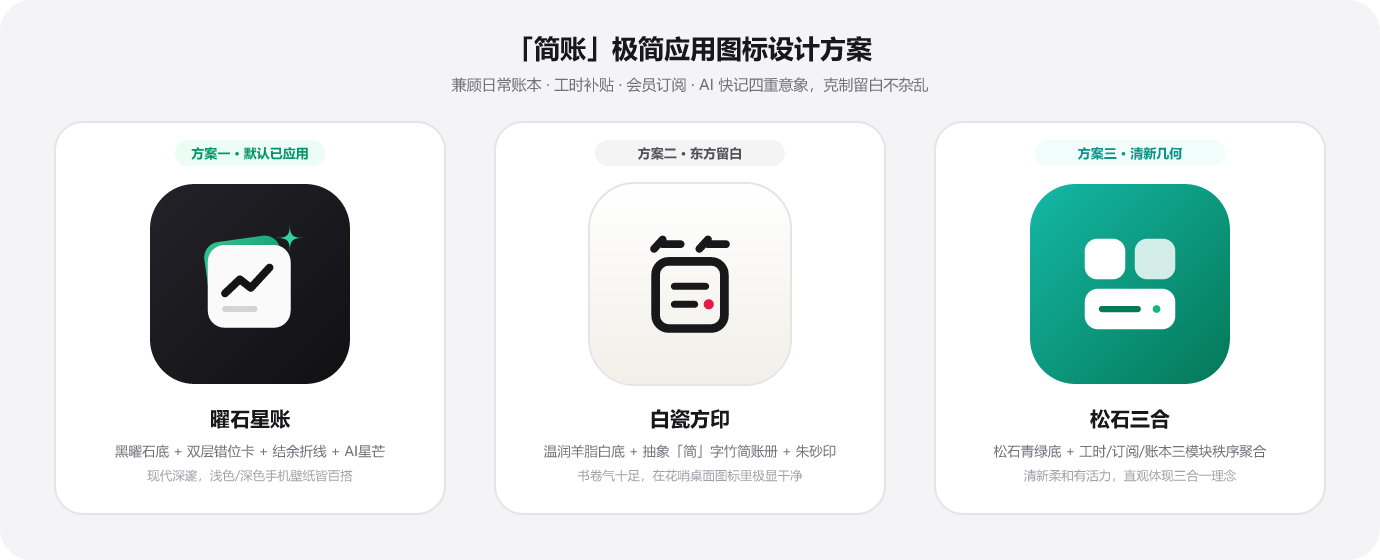 「简账」极简应用图标设计方案
兼顾日常账本 · 工时补贴 · 会员订阅 · AI 快记四重意象，克制留白不杂乱
方案一 • 默认已应用
曜石星账
黑曜石底 + 双层错位卡 + 结余折线 + AI星芒
现代深邃，浅色/深色手机壁纸皆百搭
方案二 • 东方留白
白瓷方印
温润羊脂白底 + 抽象「简」字竹简账册 + 朱砂印
书卷气十足，在花哨桌面图标里极显干净
方案三 • 清新几何
松石三合
松石青绿底 + 工时/订阅/账本三模块秩序聚合
清新柔和有活力，直观体现三合一理念